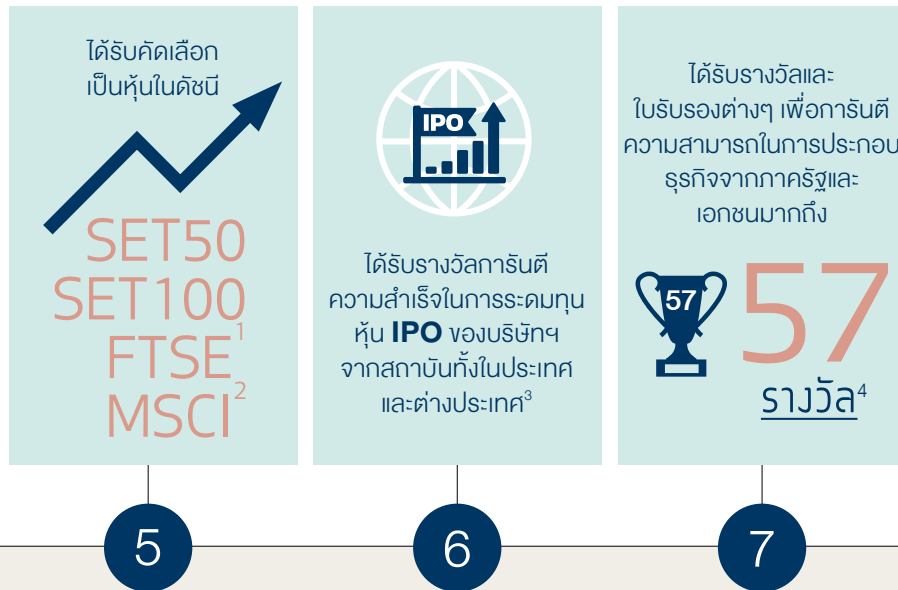 ได้รับคัดเลือก
เป็นหุ้นในดัชนี
SET50
SET100
FTSE¹
MSCI²
5
IPO
ได้รับรางวัลการันตี
ความสำเร็จในการระดมทุน
หุ้น IPO ของบริษัทฯ
จากสถาบันทั้งในประเทศ
และต่างประเทศ³
6
ได้รับรางวัลและ
ใบรับรองต่างๆ เพื่อการันตี
ความสามารถในการประกอบ
ธุรกิจจากภาครัฐและ
เอกชนมากถึง
57
57
รางวัล⁴
7